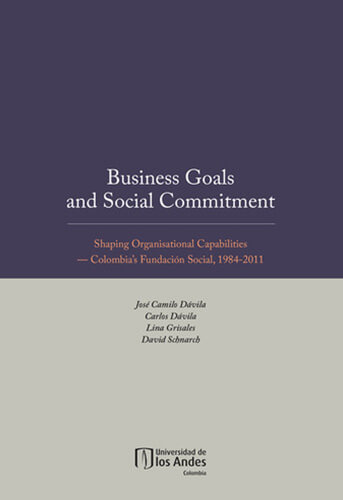 Business Goals
and Social Commitment
Shaping Organisational Capabilities
— Colombia's Fundación Social, 1984-2011
José Camilo Dávila
Carlos Dávila
Lina Grisales
David Schnarch
Universidad de
los Andes
Colombia